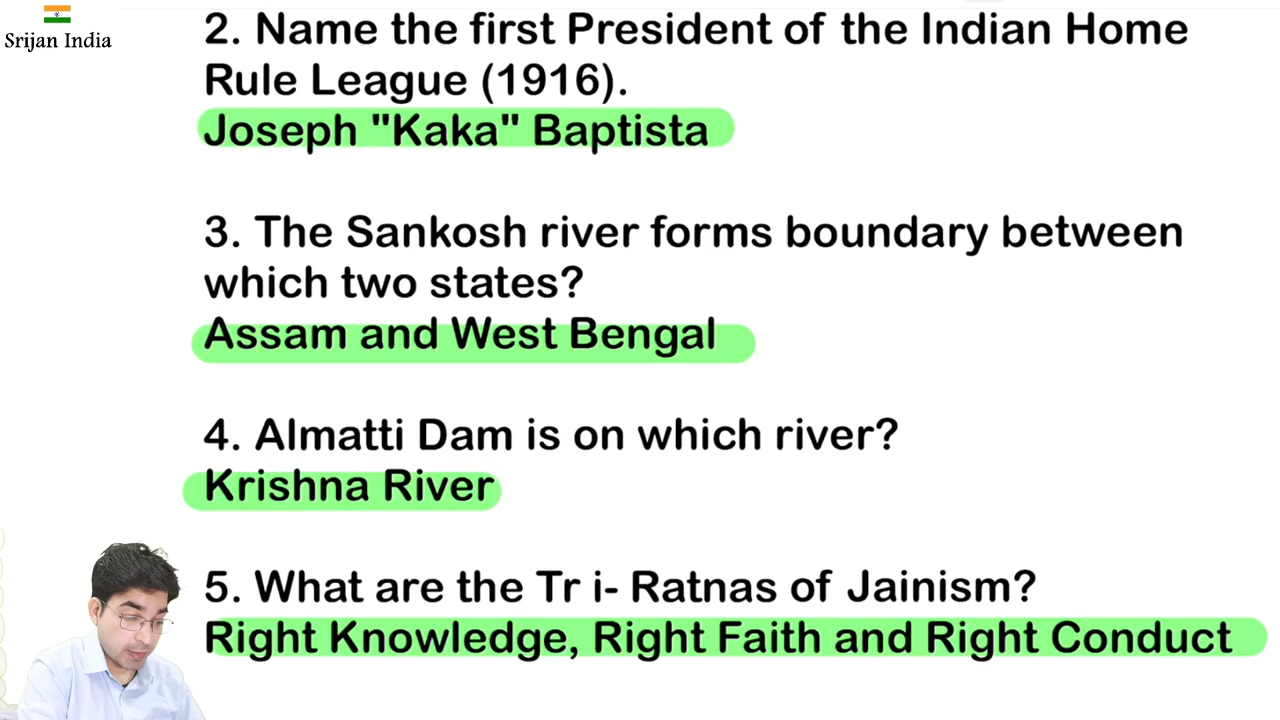 Srijan India
2. Name the first President of the Indian Home
Rule League (1916).
Joseph "Kaka" Baptista
3. The Sankosh river forms boundary between
which two states?
Assam and West Bengal
4. Almatti Dam is on which river?
Krishna River
5. What are the Tr i- Ratnas of Jainism?
Right Knowledge, Right Faith and Right Conduct